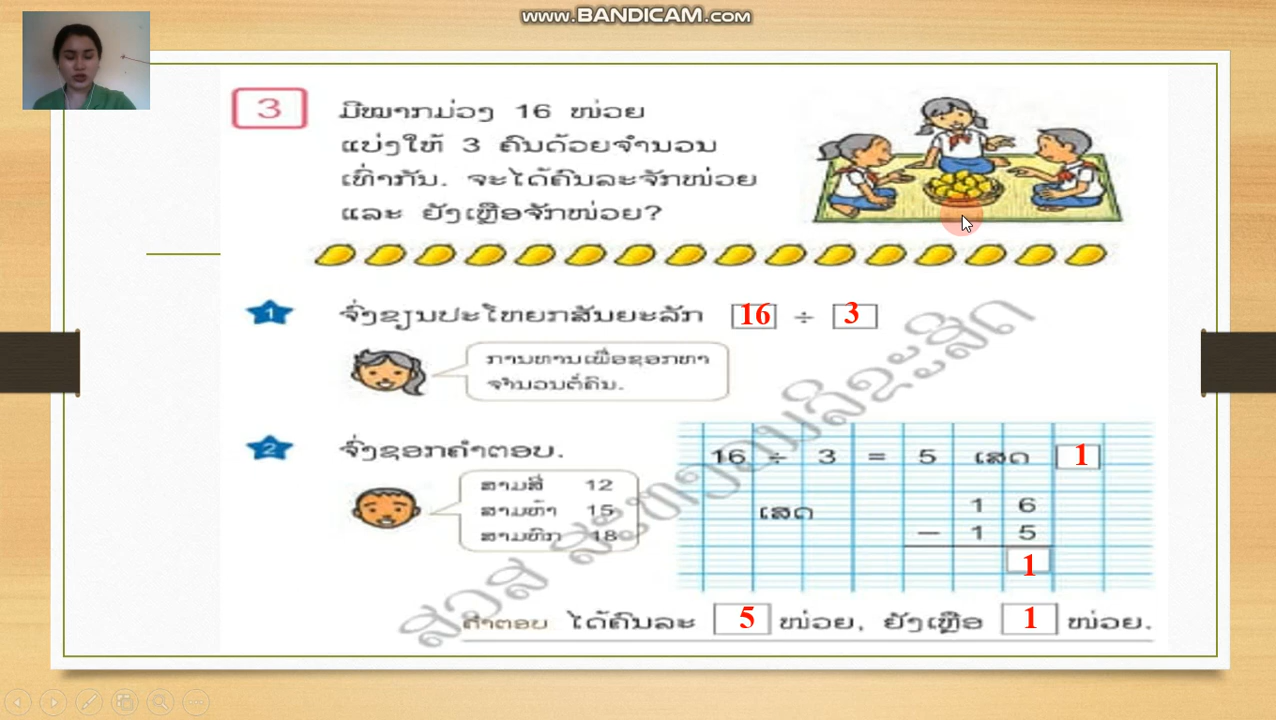 WWW.BANDICAM.COM
3
ມີໝາກມ່ວງ 16 ໜ່ວຍ
ແບ່ງໃຫ້ 3 ຄົນດ້ວຍຈຳນວນ
ເທົ່າກັນ. ຈະໄດ້ຄົນລະຈັກໜ່ວຍ
ແລະ ຍັງເຫຼືອຈັກໜ່ວຍ?
1 ຈົ່ງຂຽນປະໂຫຍກສັນຍະລັກ 16 ÷ 3
ການຫານເພື່ອຊອກຫາ
ຈຳນວນຕໍ່ຄົນ.
2 ຈົ່ງຊອກຄຳຕອບ.
ສາມສີ່ 12
ສາມຫ້າ 15
ສາມຫົກ 18
16 ÷ 3 = 5 ເສດ 1
ເສດ 1 6
− 1 5
1
ຄຳຕອບ ໄດ້ຄົນລະ 5 ໜ່ວຍ, ຍັງເຫຼືອ 1 ໜ່ວຍ.